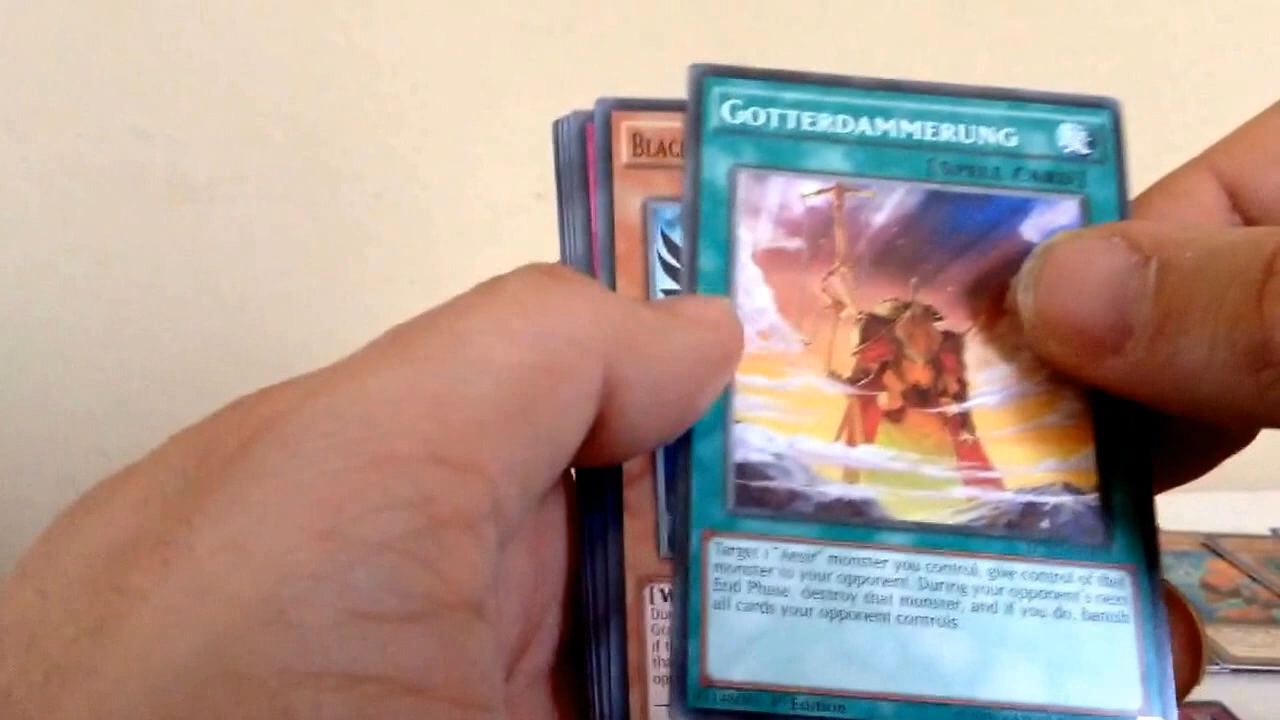 GOTTERDAMMERUNG
[SPELL CARD]
BLAC
Target 1 "Aesir" monster you control; give control of that
monster to your opponent. During your opponent's next
End Phase, destroy that monster, and if you do, banish
all cards your opponent controls.
Edition